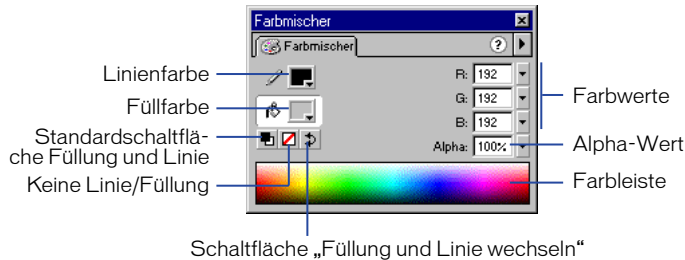 Farbmischer
Farbmischer ?
Linienfarbe
Füllfarbe
Standardschaltflä-
che Füllung und Linie
Keine Linie/Füllung
R: 192
G: 192
B: 192
Alpha: 100%
Farbwerte
Alpha-Wert
Farbleiste
Schaltfläche „Füllung und Linie wechseln“